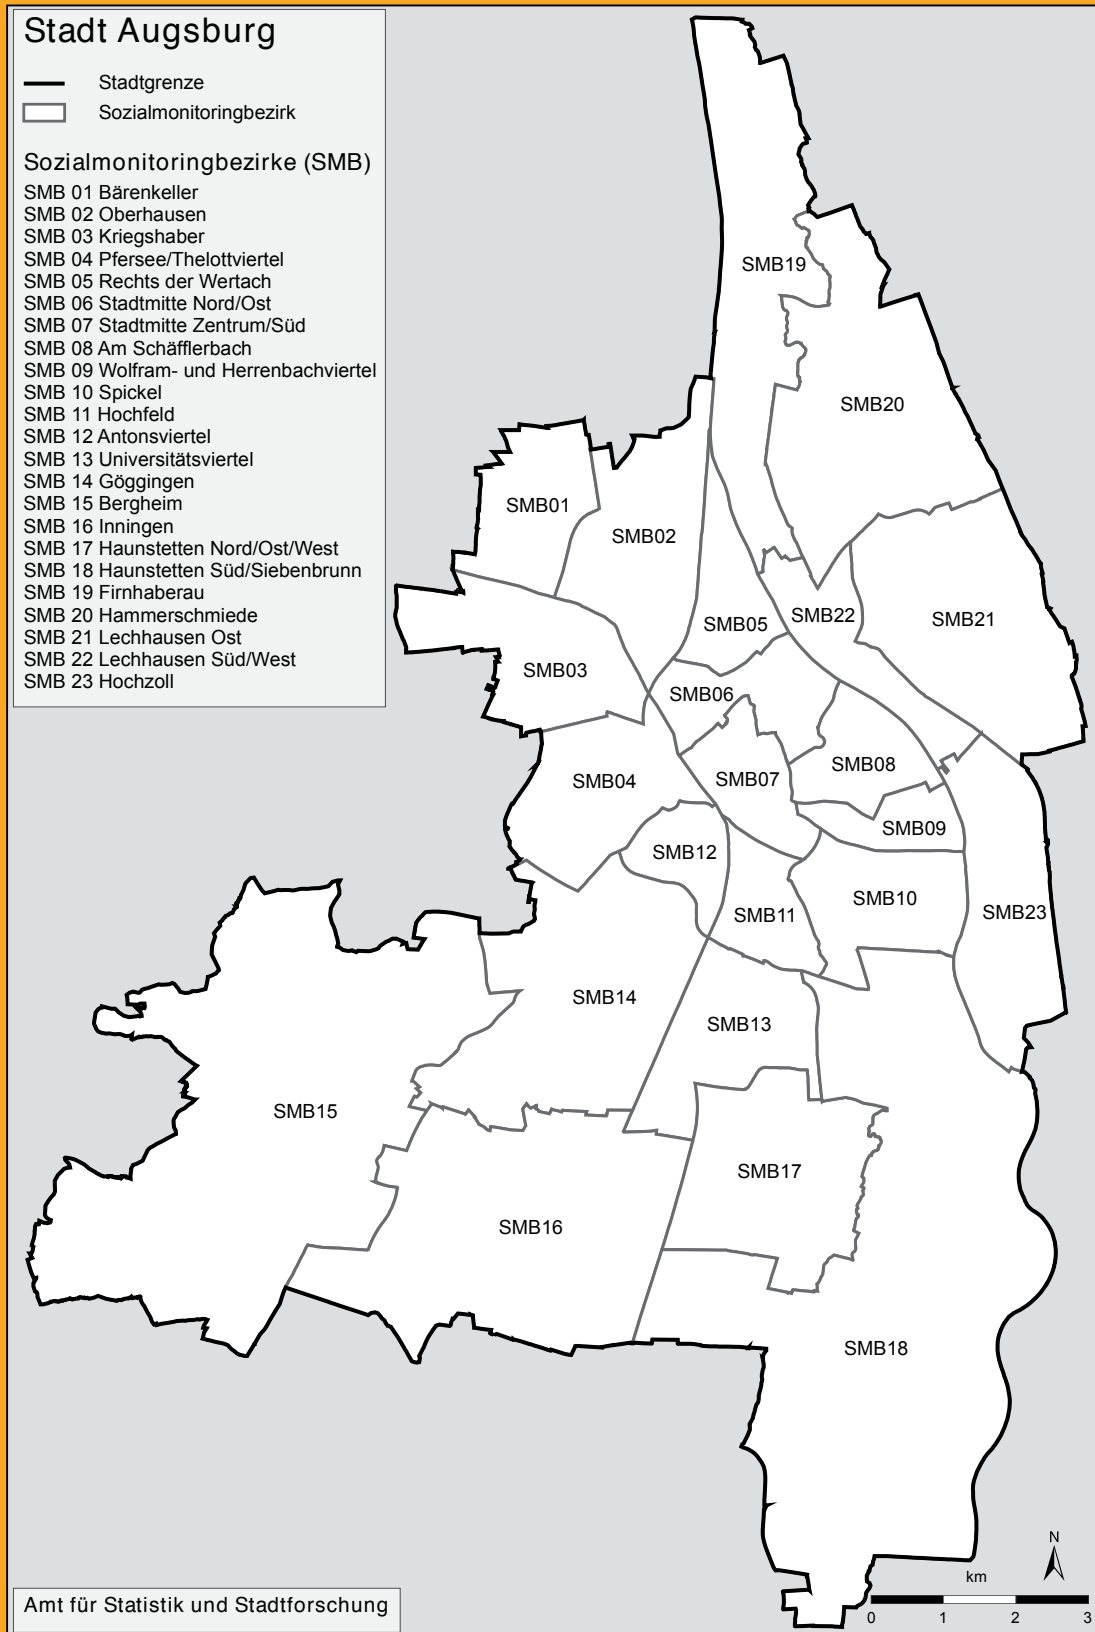 Stadt Augsburg
Stadtgrenze
Sozialmonitoringbezirk
Sozialmonitoringbezirke (SMB)
SMB 01 Bärenkeller
SMB 02 Oberhausen
SMB 03 Kriegshaber
SMB 04 Pfersee/Thelottviertel
SMB 05 Rechts der Wertach
SMB 06 Stadtmitte Nord/Ost
SMB 07 Stadtmitte Zentrum/Süd
SMB 08 Am Schäfflerbach
SMB 09 Wolfram- und Herrenbachviertel
SMB 10 Spickel
SMB 11 Hochfeld
SMB 12 Antonsviertel
SMB 13 Universitätsviertel
SMB 14 Göggingen
SMB 15 Bergheim
SMB 16 Inningen
SMB 17 Haunstetten Nord/Ost/West
SMB 18 Haunstetten Süd/Siebenbrunn
SMB 19 Firnhaberau
SMB 20 Hammerschmiede
SMB 21 Lechhausen Ost
SMB 22 Lechhausen Süd/West
SMB 23 Hochzoll
SMB19
SMB20
SMB01
SMB02
SMB22
SMB21
SMB05
SMB03
SMB06
SMB08
SMB07
SMB04
SMB09
SMB12
SMB10
SMB11
SMB23
SMB14
SMB13
SMB15
SMB17
SMB16
SMB18
N
km
0 1 2 3
Amt für Statistik und Stadtforschung